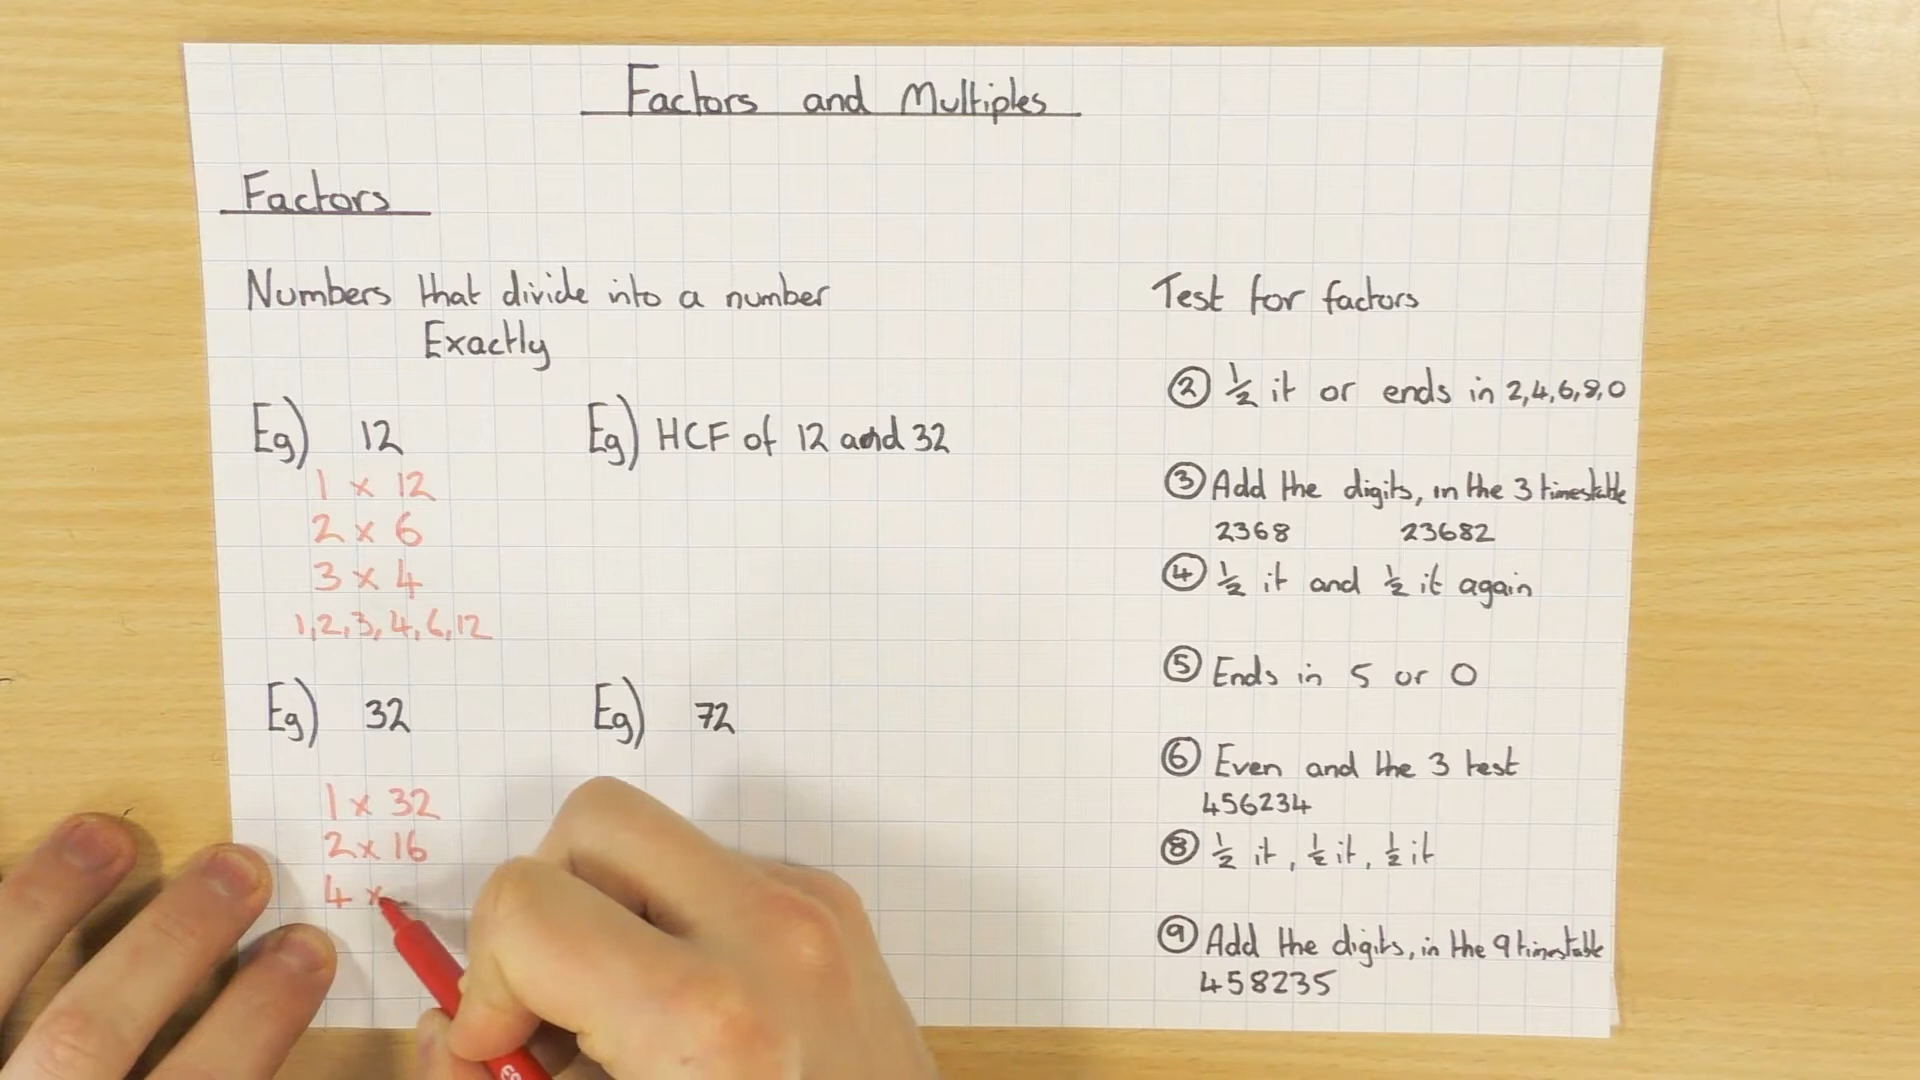 Factors and Multiples
Factors
Numbers that divide into a number
Exactly
Eg) 12
1 x 12
2 x 6
3 x 4
1,2,3,4,6,12
Eg) HCF of 12 and 32
Eg) 32
1 x 32
2 x 16
4 x
Eg) 72
Test for factors
② ½ it or ends in 2,4,6,8,0
③ Add the digits, in the 3 timestable
2368 23682
④ ½ it and ½ it again
⑤ Ends in 5 or 0
⑥ Even and the 3 test
456234
⑧ ½ it, ½ it, ½ it
⑨ Add the digits, in the 9 timestable
458235